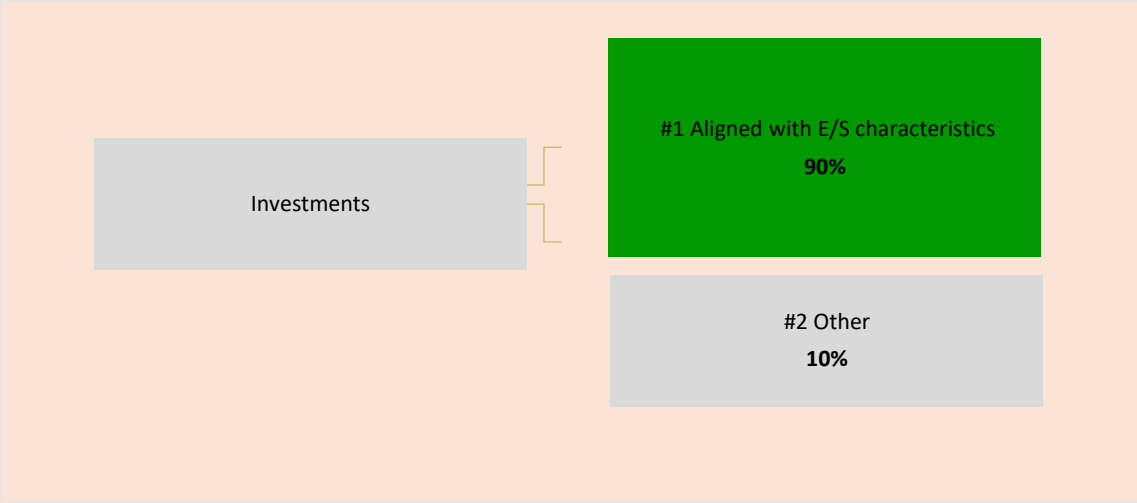 Investments
#1 Aligned with E/S characteristics
90%
#2 Other
10%